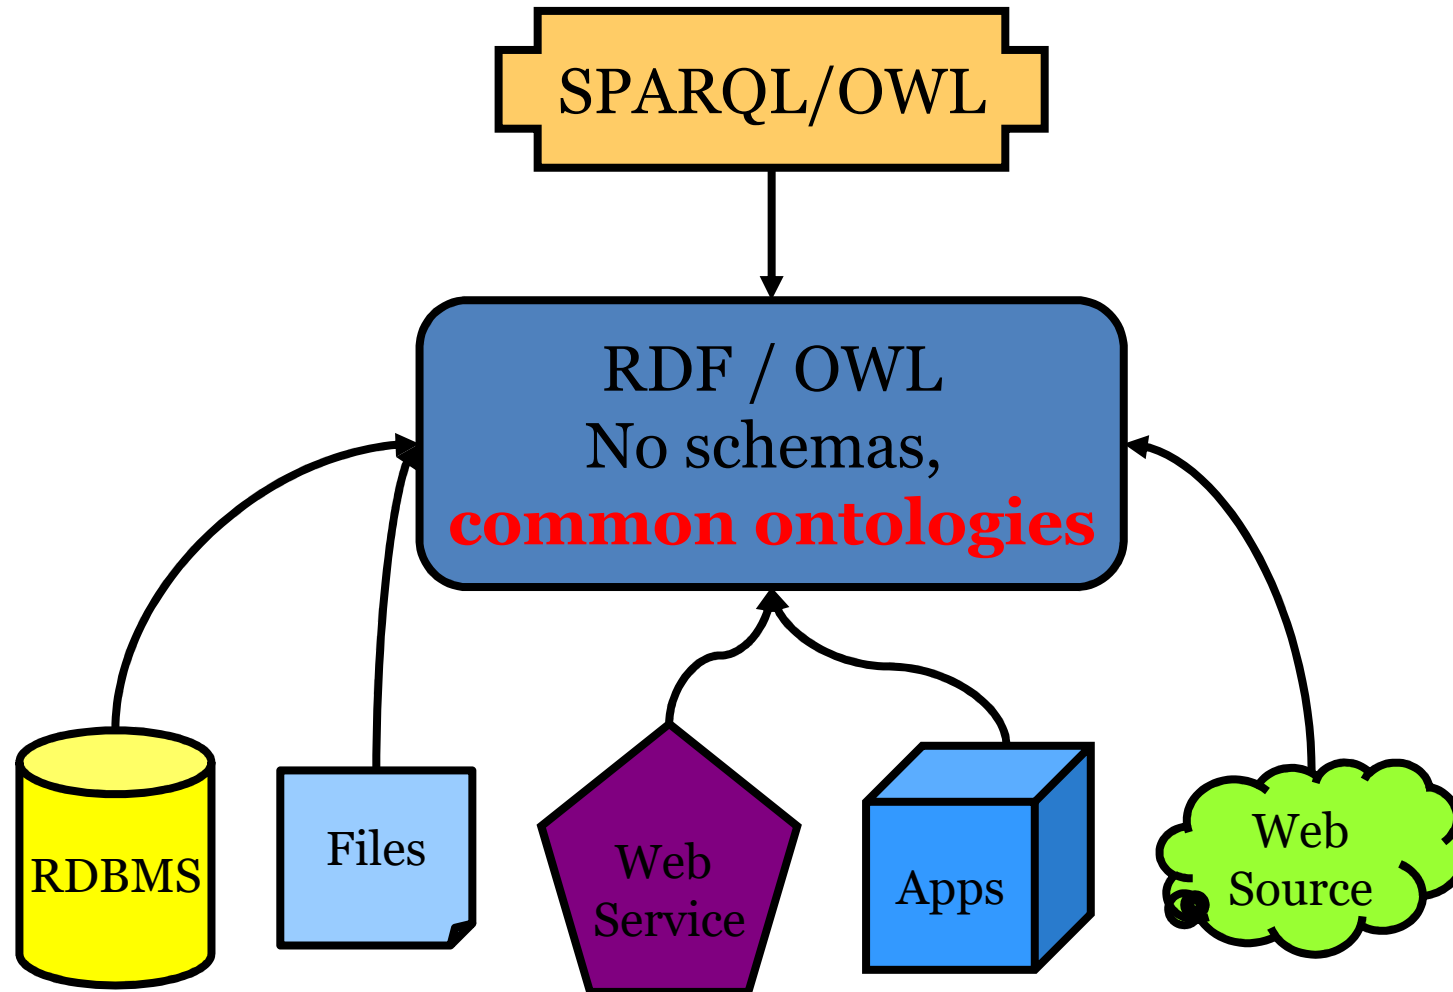 SPARQL/OWL
RDF / OWL
No schemas,
common ontologies
RDBMS
Files
Web
Service
Apps
Web
Source